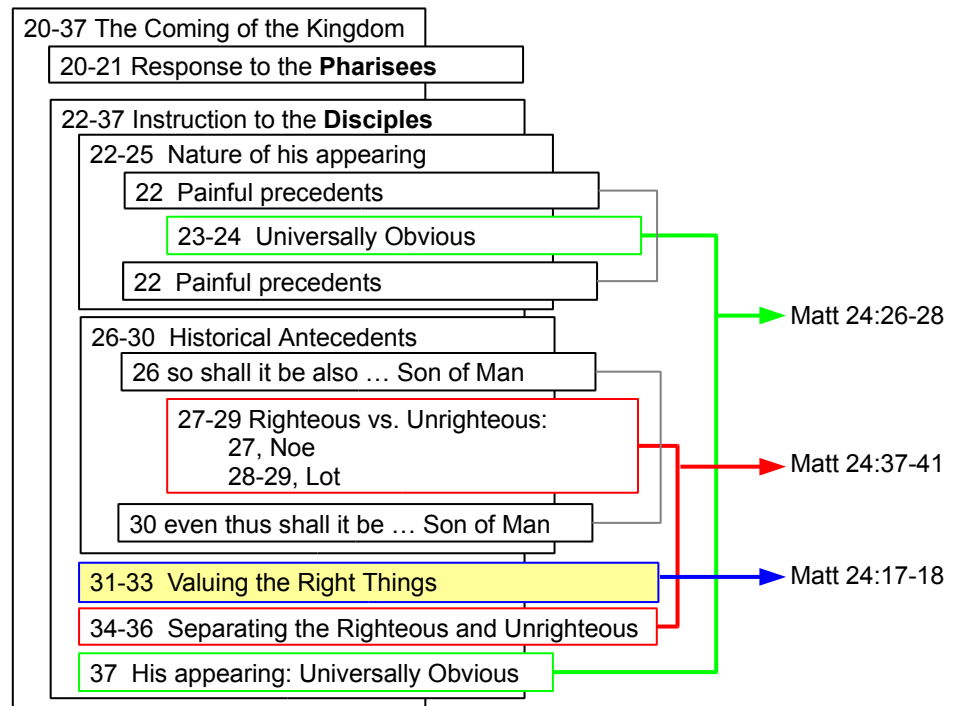 20-37 The Coming of the Kingdom
20-21 Response to the Pharisees
22-37 Instruction to the Disciples
22-25 Nature of his appearing
22 Painful precedents
23-24 Universally Obvious
22 Painful precedents
Matt 24:26-28
26-30 Historical Antecedents
26 so shall it be also … Son of Man
27-29 Righteous vs. Unrighteous:
27, Noe
28-29, Lot
Matt 24:37-41
30 even thus shall it be … Son of Man
31-33 Valuing the Right Things
Matt 24:17-18
34-36 Separating the Righteous and Unrighteous
37 His appearing: Universally Obvious